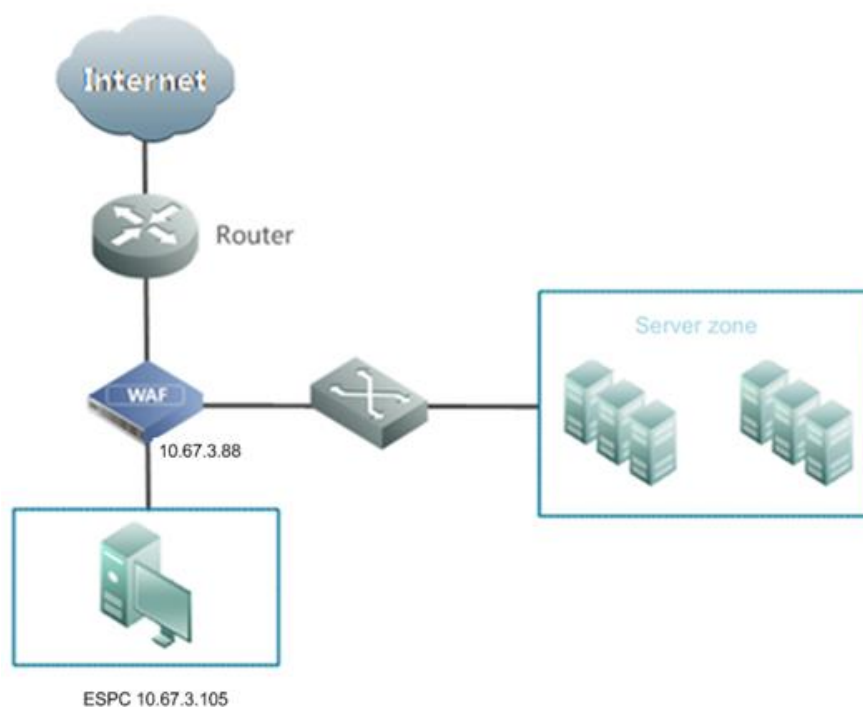 Internet
Router
Server zone
WAF
10.67.3.88
ESPC 10.67.3.105